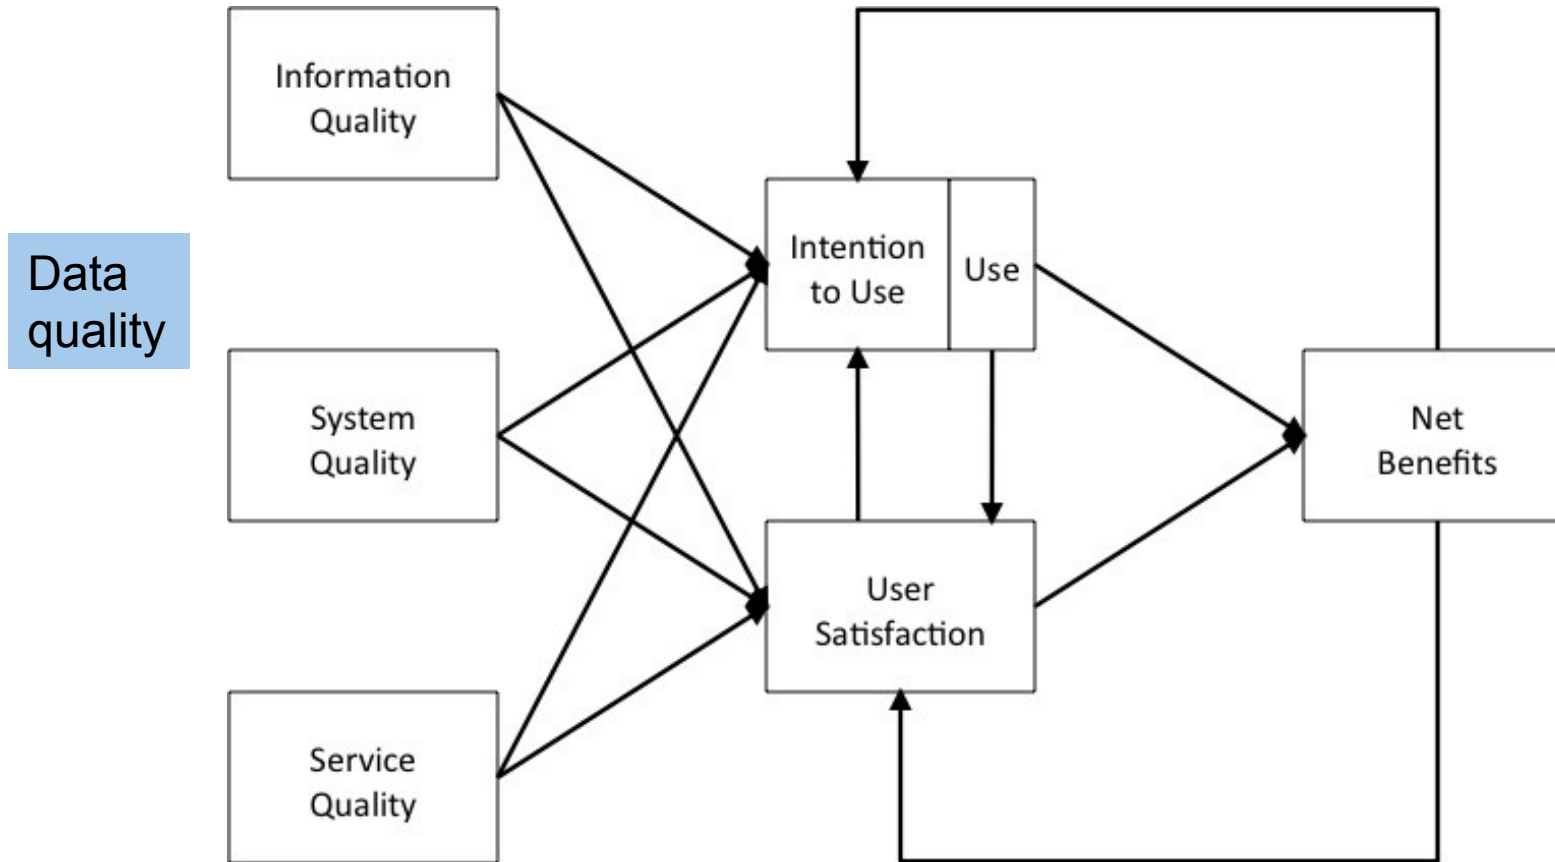 Information
Quality
Data
quality
System
Quality
Service
Quality
Intention
to Use
Use
User
Satisfaction
Net
Benefits